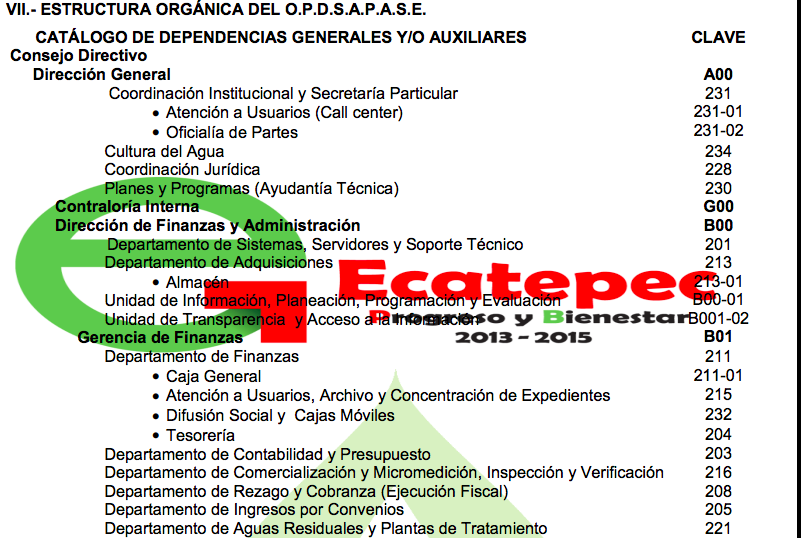 VII.- ESTRUCTURA ORGÁNICA DEL O.P.D.S.A.P.A.S.E.
CATÁLOGO DE DEPENDENCIAS GENERALES Y/O AUXILIARES CLAVE
Consejo Directivo
Dirección General A00
Coordinación Institucional y Secretaría Particular 231
• Atención a Usuarios (Call center) 231-01
• Oficialía de Partes 231-02
Cultura del Agua 234
Coordinación Jurídica 228
Planes y Programas (Ayudantía Técnica) 230
Contraloría Interna G00
Dirección de Finanzas y Administración B00
Departamento de Sistemas, Servidores y Soporte Técnico 201
Departamento de Adquisiciones 213
• Almacén 213-01
Ecatepec
Unidad de Información, Planeación, Programación y Evaluación B00-01
Unidad de Transparencia y Acceso a la Información B001-02
Progreso y Bienestar
Gerencia de Finanzas B01
2013 - 2015
Departamento de Finanzas 211
• Caja General 211-01
• Atención a Usuarios, Archivo y Concentración de Expedientes 215
• Difusión Social y Cajas Móviles 232
• Tesorería 204
Departamento de Contabilidad y Presupuesto 203
Departamento de Comercialización y Micromedición, Inspección y Verificación 216
Departamento de Rezago y Cobranza (Ejecución Fiscal) 208
Departamento de Ingresos por Convenios 205
Departamento de Aguas Residuales y Plantas de Tratamiento 221